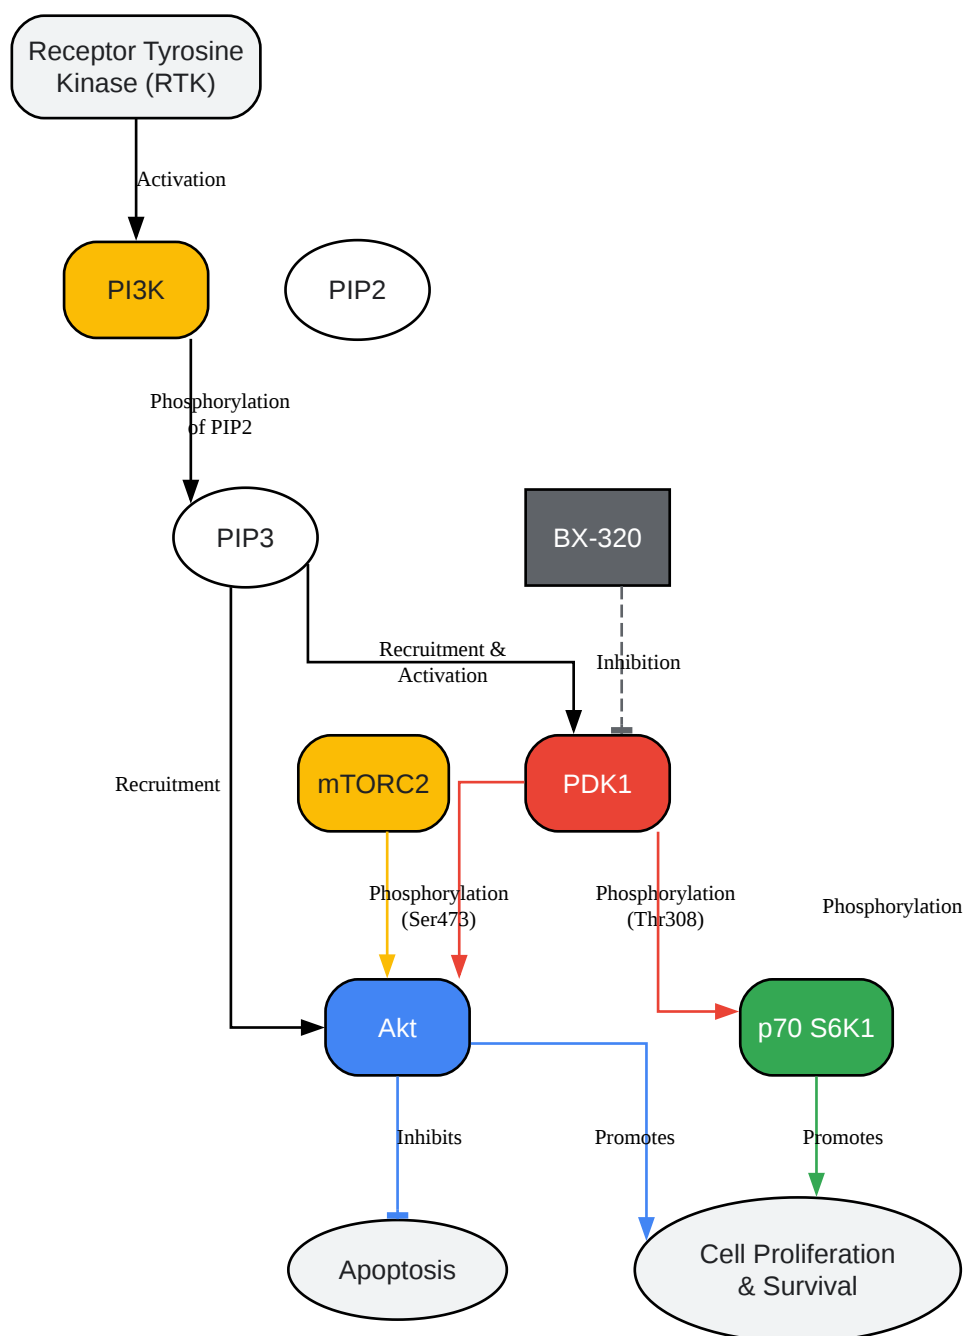 Receptor Tyrosine
Kinase (RTK)
Activation
PI3K
PIP2
Phosphorylation
of PIP2
PIP3
BX-320
Recruitment &
Activation
Inhibition
mTORC2
PDK1
Recruitment
Phosphorylation
(Ser473)
Phosphorylation
(Thr308)
Phosphorylation
Akt
p70 S6K1
Inhibits
Promotes
Promotes
Apoptosis
Cell Proliferation
& Survival